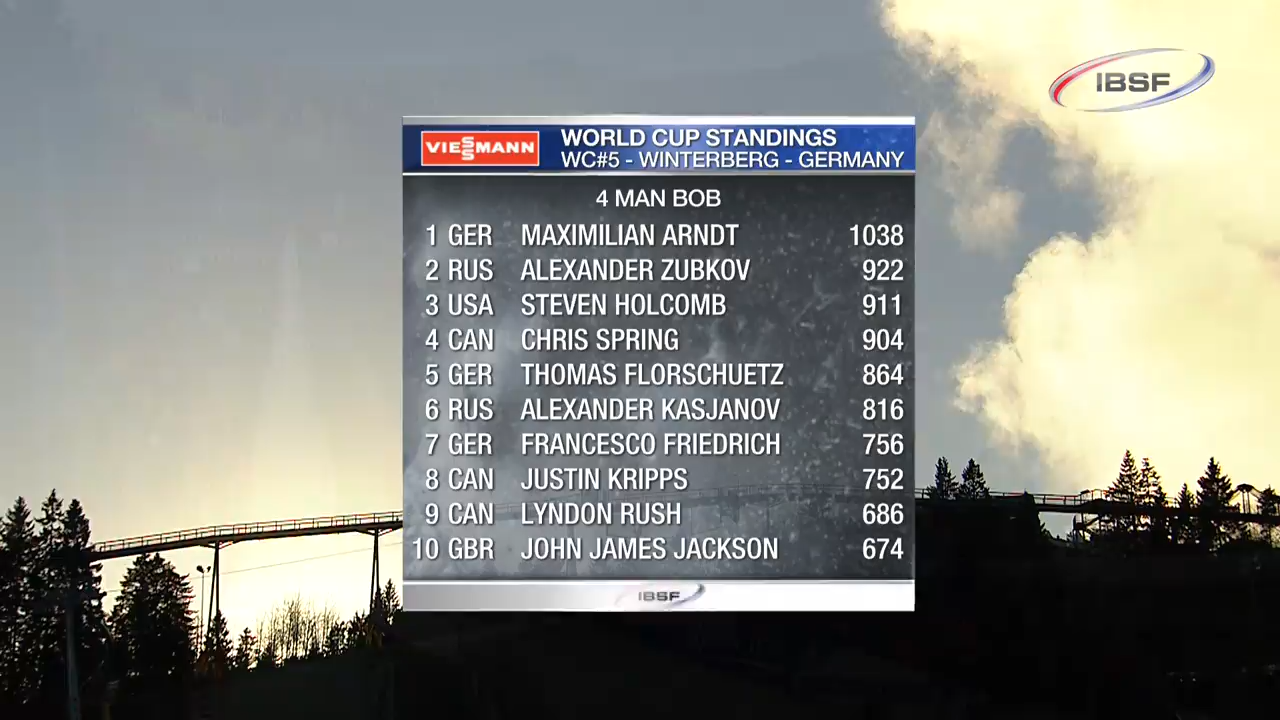 IBSF
VIESSMANN
WORLD CUP STANDINGS
WC#5 - WINTERBERG - GERMANY
4 MAN BOB
1 GER MAXIMILIAN ARNDT 1038
2 RUS ALEXANDER ZUBKOV 922
3 USA STEVEN HOLCOMB 911
4 CAN CHRIS SPRING 904
5 GER THOMAS FLORSCHUETZ 864
6 RUS ALEXANDER KASJANOV 816
7 GER FRANCESCO FRIEDRICH 756
8 CAN JUSTIN KRIPPS 752
9 CAN LYNDON RUSH 686
10 GBR JOHN JAMES JACKSON 674
IBSF